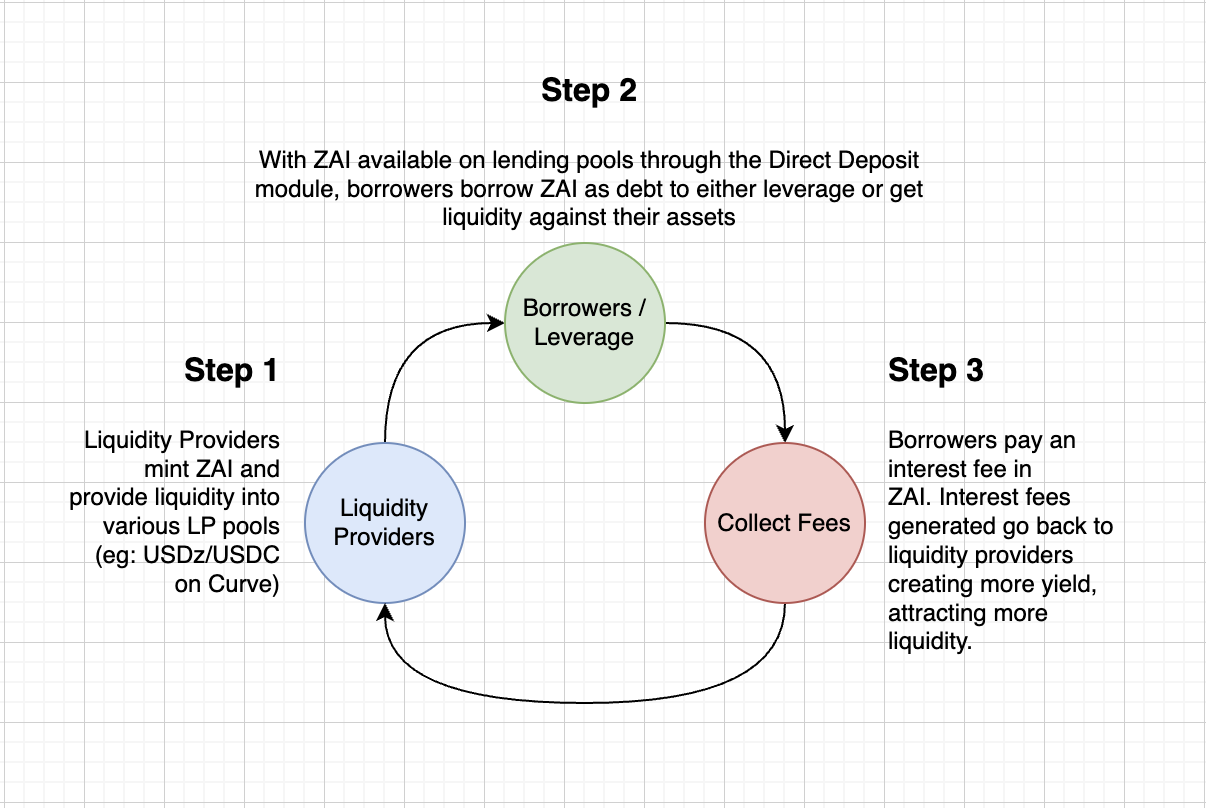 Step 2
With ZAI available on lending pools through the Direct Deposit
module, borrowers borrow ZAI as debt to either leverage or get
liquidity against their assets
Borrowers /
Leverage
Step 1
Liquidity Providers
mint ZAI and
provide liquidity into
various LP pools
(eg: USDz/USDC
on Curve)
Liquidity
Providers
Collect Fees
Step 3
Borrowers pay an
interest fee in
ZAI. Interest fees
generated go back to
liquidity providers
creating more yield,
attracting more
liquidity.